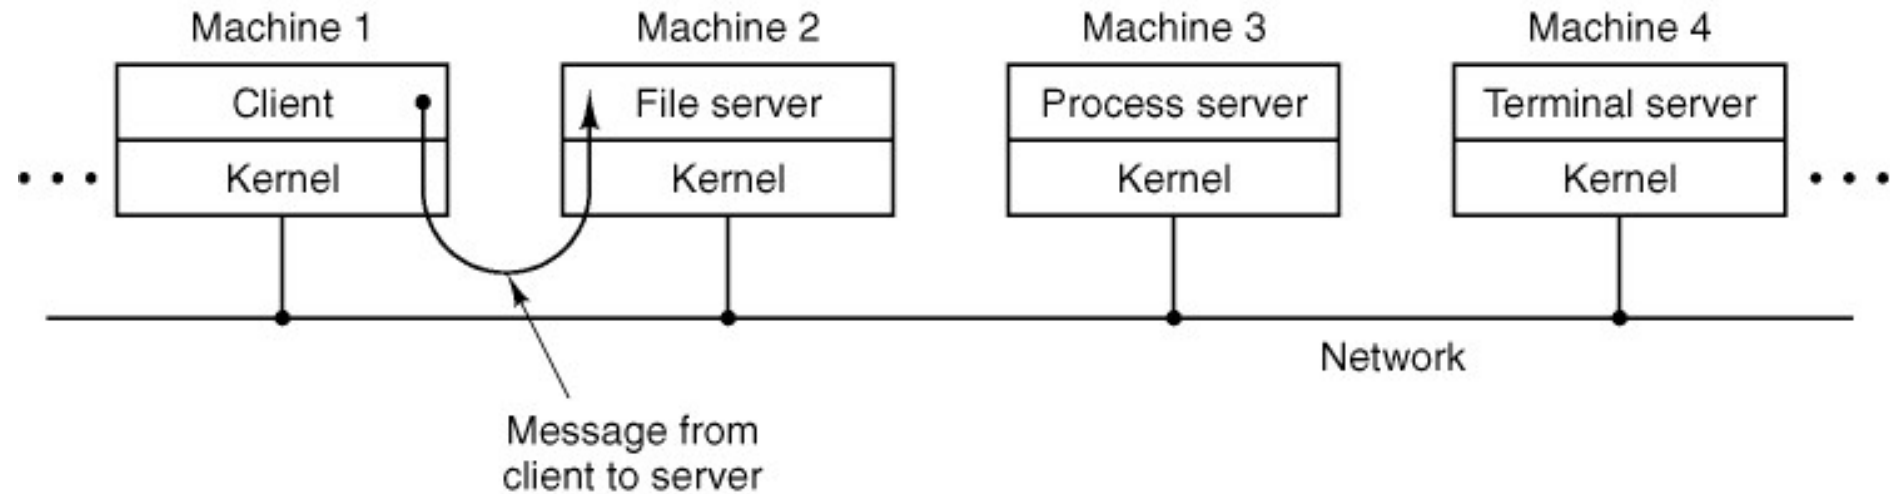 Machine 1
Machine 2
Machine 3
Machine 4
Client
File server
Process server
Terminal server
Kernel
Kernel
Kernel
Kernel
Network
Message from
client to server